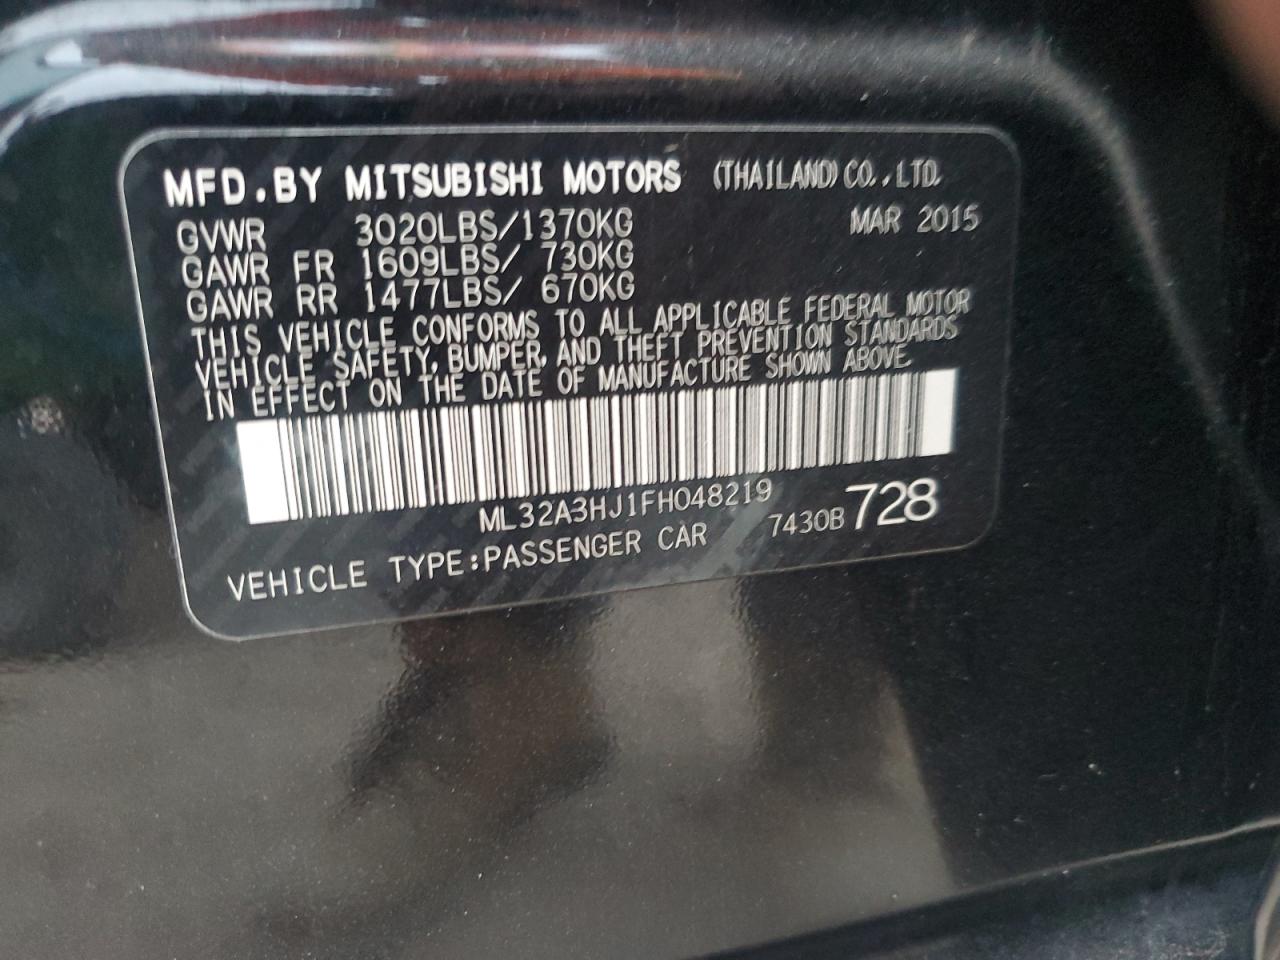 MFD.BY MITSUBISHI MOTORS (THAILAND) CO.,LTD.
GVWR 3020LBS/1370KG MAR 2015
GAWR FR 1609LBS/ 730KG
GAWR RR 1477LBS/ 670KG
THIS VEHICLE CONFORMS TO ALL APPLICABLE FEDERAL MOTOR
VEHICLE SAFETY, BUMPER, AND THEFT PREVENTION STANDARDS
IN EFFECT ON THE DATE OF MANUFACTURE SHOWN ABOVE.
ML32A3HJ1FH048219
VEHICLE TYPE:PASSENGER CAR 7430B 728